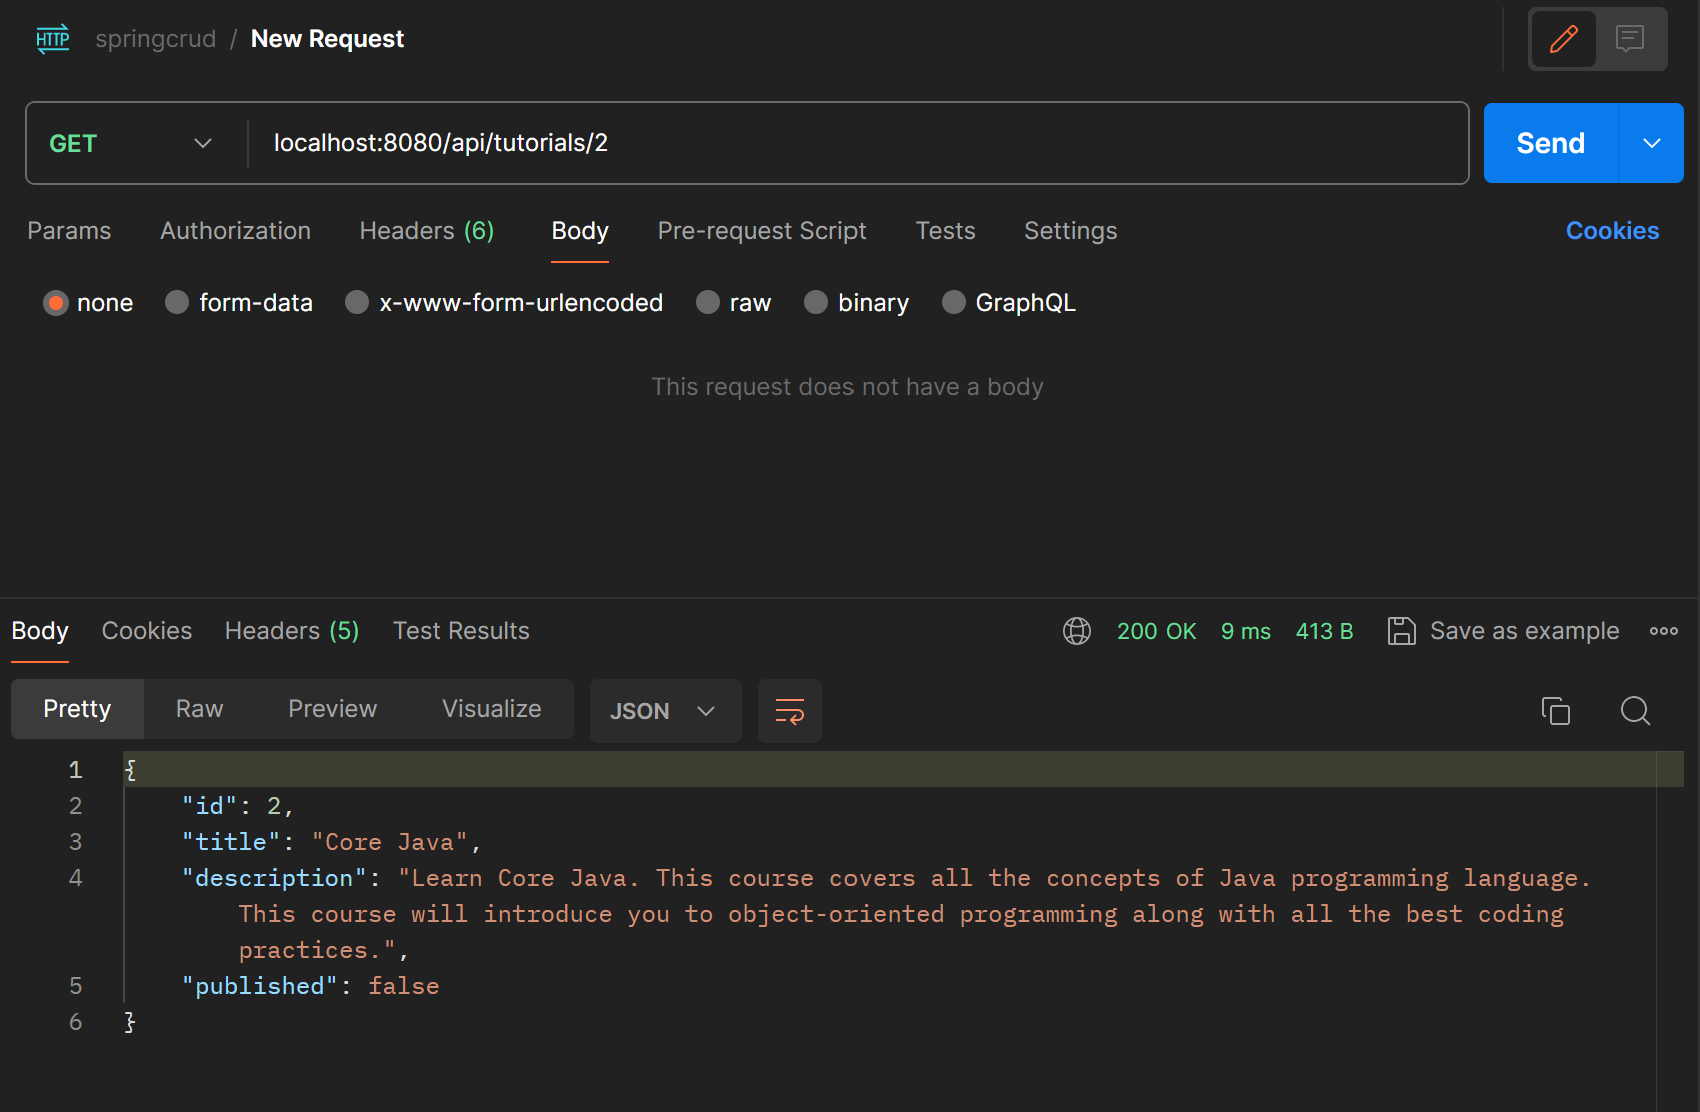 HTTP springcrud / New Request
GET localhost:8080/api/tutorials/2 Send
Params Authorization Headers (6) Body Pre-request Script Tests Settings Cookies
none form-data x-www-form-urlencoded raw binary GraphQL
This request does not have a body
Body Cookies Headers (5) Test Results 200 OK 9 ms 413 B Save as example
Pretty Raw Preview Visualize JSON
1 {
2 "id": 2,
3 "title": "Core Java",
4 "description": "Learn Core Java. This course covers all the concepts of Java programming language.
This course will introduce you to object-oriented programming along with all the best coding
practices.",
5 "published": false
6 }